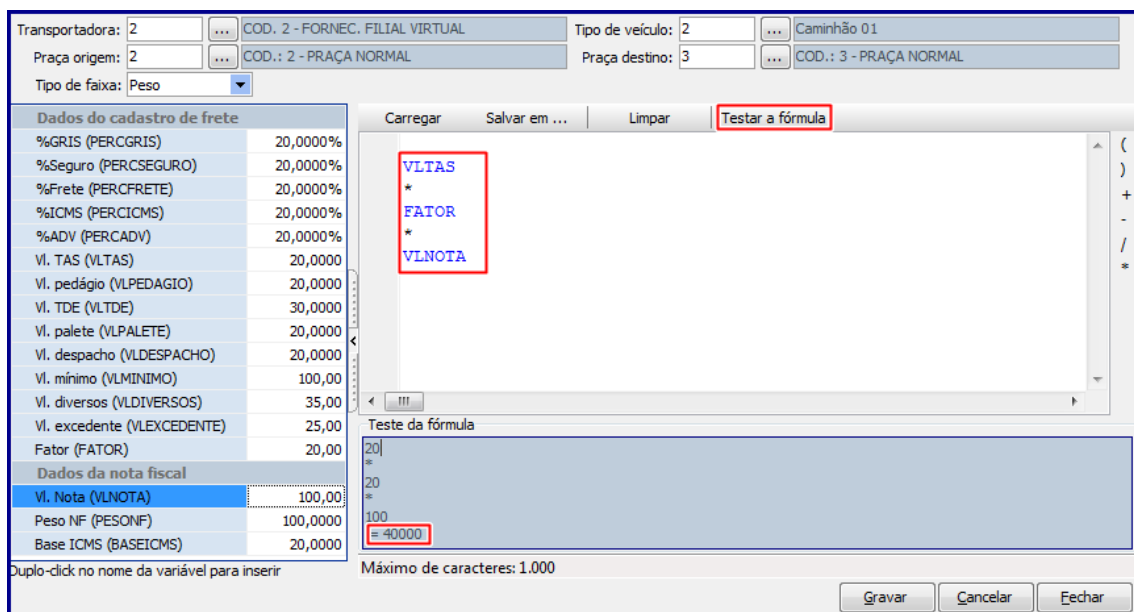 Transportadora: 2 ... COD. 2 - FORNEC. FILIAL VIRTUAL Tipo de veículo: 2 ... Caminhão 01
Praça origem: 2 ... COD.: 2 - PRAÇA NORMAL Praça destino: 3 ... COD.: 3 - PRAÇA NORMAL
Tipo de faixa: Peso
Dados do cadastro de frete
%GRIS (PERCGRIS) 20,0000%
%Seguro (PERCSEGURO) 20,0000%
%Frete (PERCFRETE) 20,0000%
%ICMS (PERCICMS) 20,0000%
%ADV (PERCADV) 20,0000%
Vl. TAS (VLTAS) 20,0000
Vl. pedágio (VLPEDAGIO) 20,0000
Vl. TDE (VLTDE) 30,0000
Vl. palete (VLPALETE) 20,0000
Vl. despacho (VLDESPACHO) 20,0000
Vl. mínimo (VLMINIMO) 100,00
Vl. diversos (VLDIVERSOS) 35,00
Vl. excedente (VLEXCEDENTE) 25,00
Fator (FATOR) 20,00
Dados da nota fiscal
Vl. Nota (VLNOTA) 100,00
Peso NF (PESONF) 100,0000
Base ICMS (BASEICMS) 20,0000
Duplo-click no nome da variável para inserir
Carregar Salvar em ... Limpar Testar a fórmula
VLTAS
*
FATOR
*
VLNOTA
(
)
+
-
/
*
Teste da fórmula
20
*
20
*
100
= 40000
Máximo de caracteres: 1.000
Gravar Cancelar Fechar